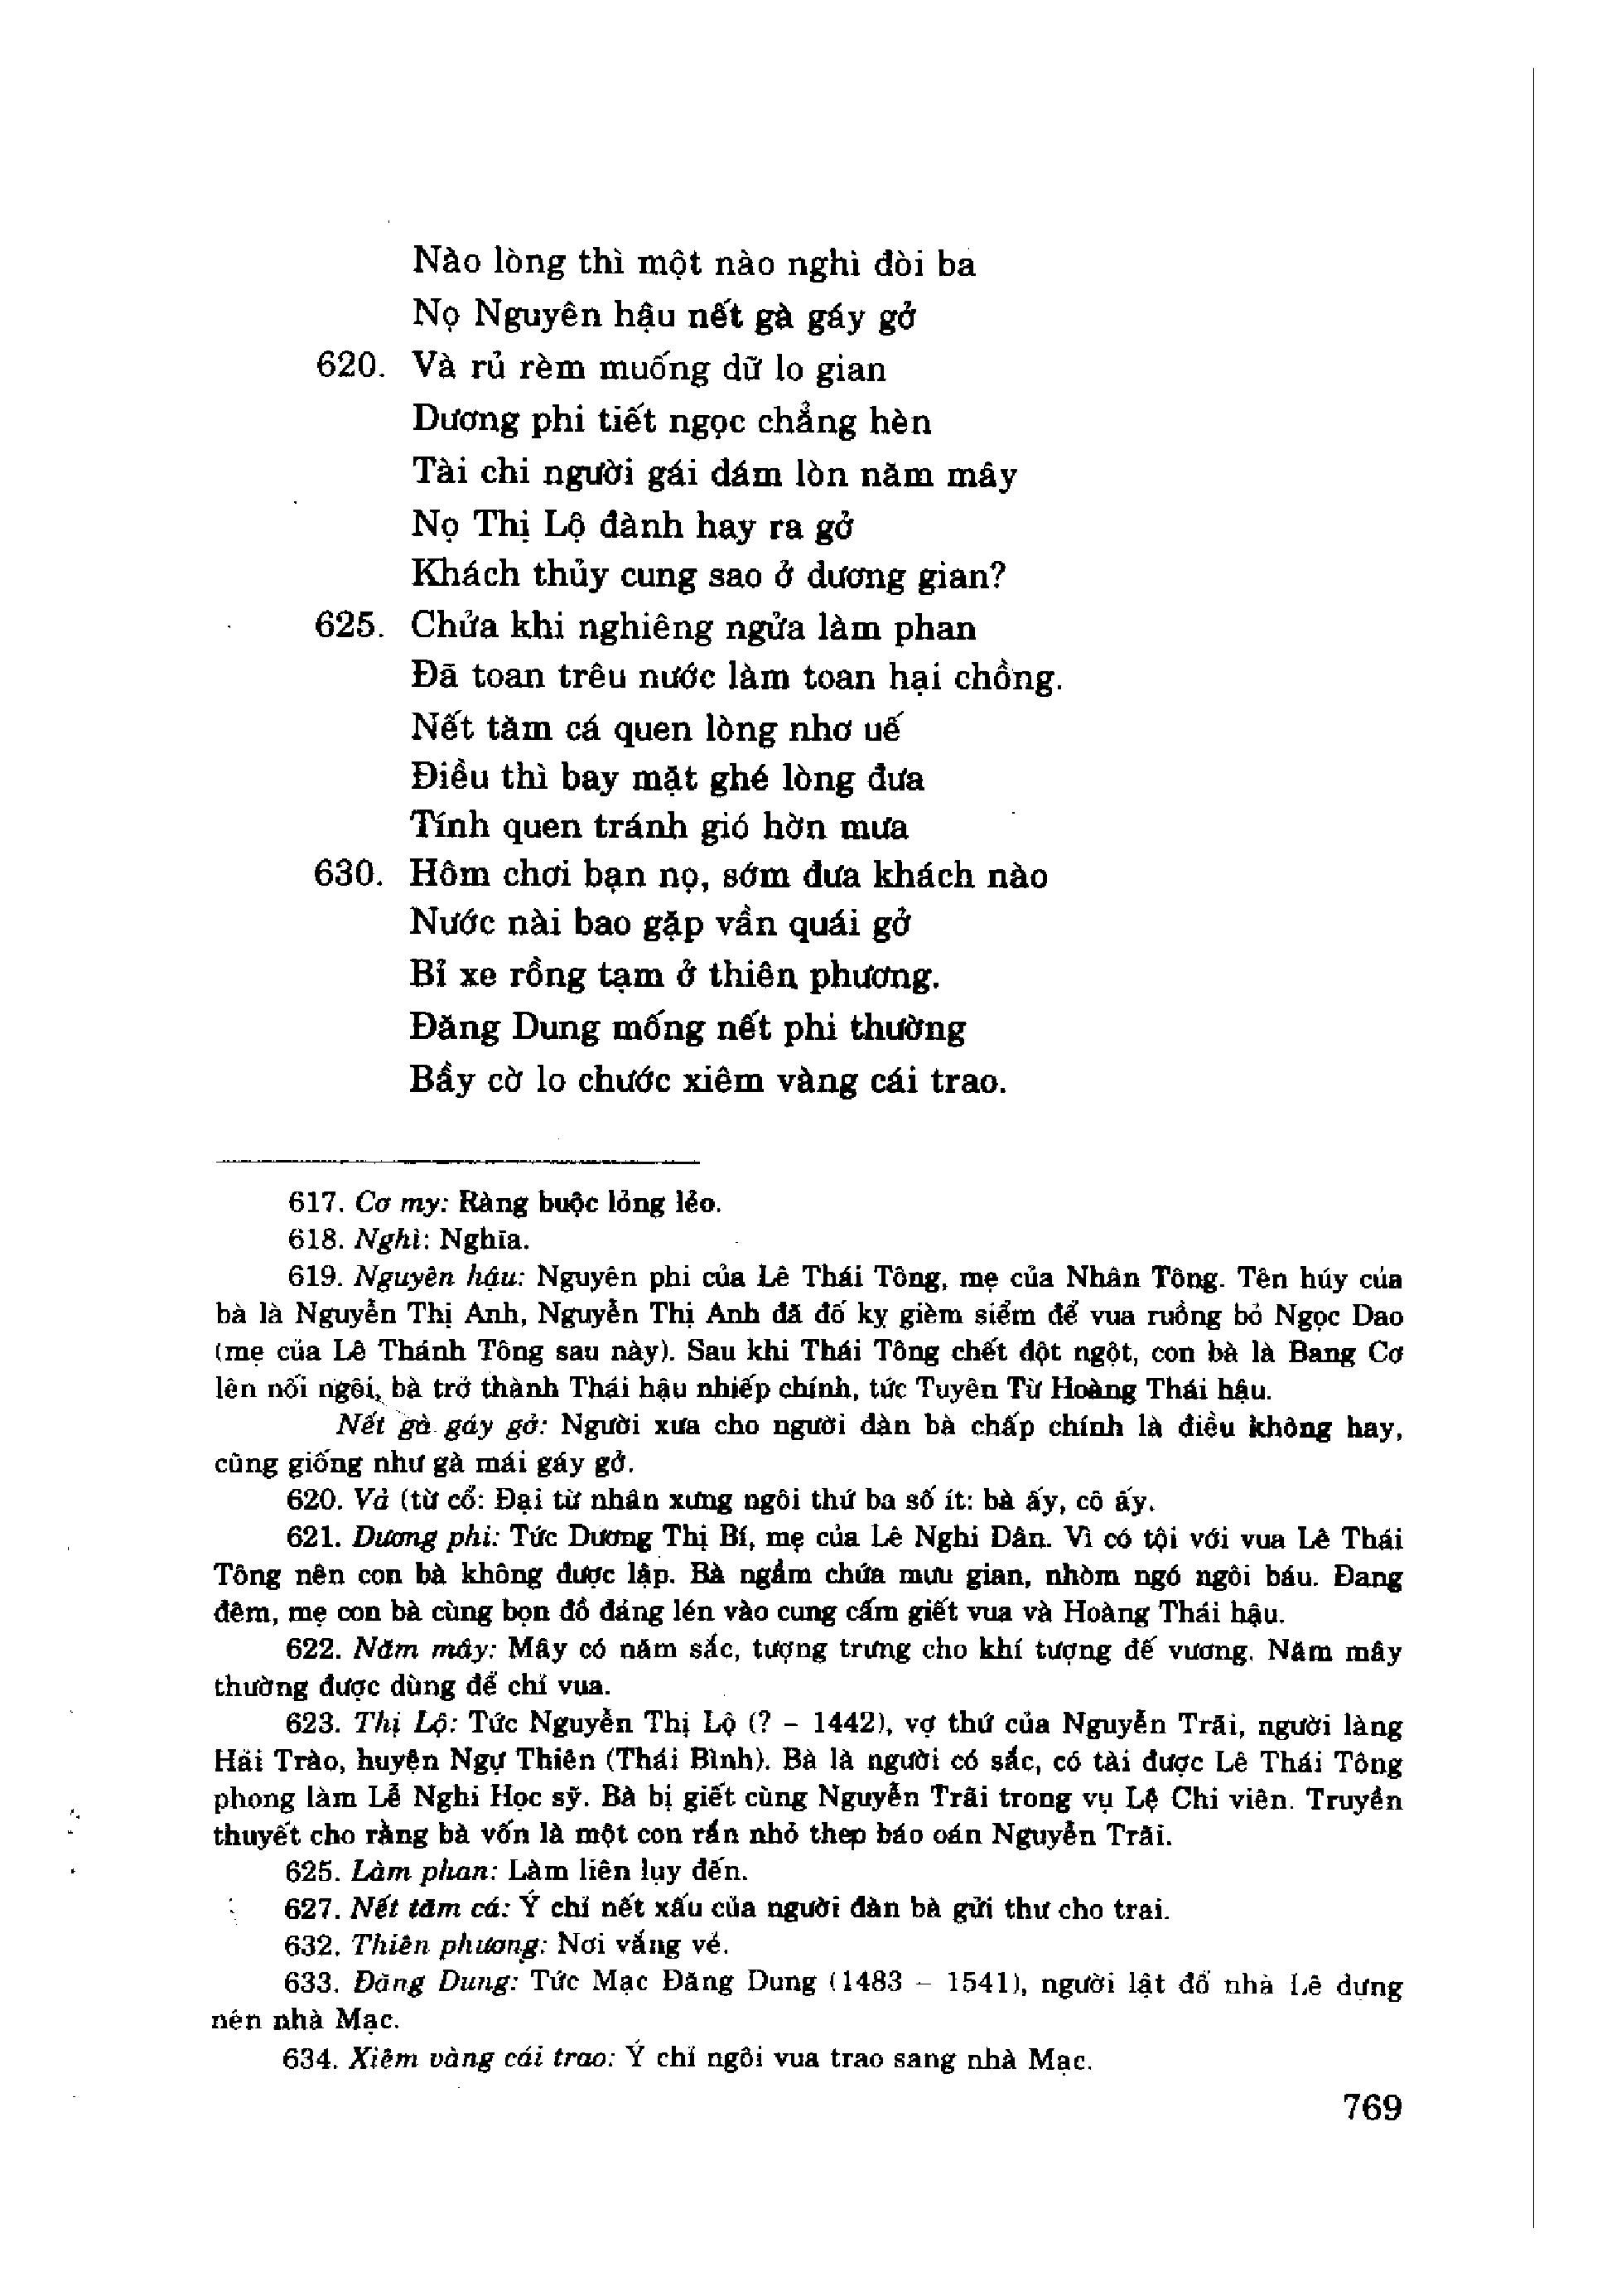 Nào lòng thì một nào nghì đòi ba
Nọ Nguyên hậu nết gà gáy gở
620. Và rủ rèm muống dữ lo gian
Dương phi tiết ngọc chẳng hèn
Tài chi người gái dám lòn năm mây
Nọ Thị Lộ đành hay ra gở
Khách thủy cung sao ở dương gian?
625. Chửa khi nghiêng ngửa làm phan
Đã toan trêu nước làm toan hại chồng.
Nết tăm cá quen lòng nhơ uế
Điều thì bay mặt ghé lòng đưa
Tính quen tránh gió hờn mưa
630. Hôm chơi bạn nọ, sớm đưa khách nào
Nước nài bao gặp vần quái gở
Bỉ xe rồng tạm ở thiên phương.
Đăng Dung mống nết phi thường
Bầy cờ lo chước xiêm vàng cái trao.
617. Cơ my: Ràng buộc lỏng lẻo.
618. Nghì: Nghĩa.
619. Nguyên hậu: Nguyên phi của Lê Thái Tông, mẹ của Nhân Tông. Tên húy của
bà là Nguyễn Thị Anh, Nguyễn Thị Anh đã đố kỵ gièm siểm để vua ruồng bỏ Ngọc Dao
(mẹ của Lê Thánh Tông sau này). Sau khi Thái Tông chết đột ngột, con bà là Bang Cơ
lên nối ngôi, bà trở thành Thái hậu nhiếp chính, tức Tuyên Từ Hoàng Thái hậu.
Nết gà gáy gở: Người xưa cho người đàn bà chấp chính là điều không hay,
cũng giống như gà mái gáy gở.
620. Vả (từ cổ: Đại từ nhân xưng ngôi thứ ba số ít: bà ấy, cô ấy.
621. Dương phi: Tức Dương Thị Bí, mẹ của Lê Nghi Dân. Vì có tội với vua Lê Thái
Tông nên con bà không được lập. Bà ngầm chứa mưu gian, nhòm ngó ngôi báu. Đang
đêm, mẹ con bà cùng bọn đồ đảng lén vào cung cấm giết vua và Hoàng Thái hậu.
622. Năm mây: Mây có năm sắc, tượng trưng cho khí tượng đế vương. Năm mây
thường được dùng để chỉ vua.
623. Thị Lộ: Tức Nguyễn Thị Lộ (? – 1442), vợ thứ của Nguyễn Trãi, người làng
Hải Trào, huyện Ngự Thiên (Thái Bình). Bà là người có sắc, có tài được Lê Thái Tông
phong làm Lễ Nghi Học sỹ. Bà bị giết cùng Nguyễn Trãi trong vụ Lệ Chi viên. Truyền
thuyết cho rằng bà vốn là một con rắn nhỏ thẹp báo oán Nguyễn Trãi.
625. Làm phan: Làm liên lụy đến.
627. Nết tăm cá: Ý chỉ nết xấu của người đàn bà gửi thư cho trai.
632. Thiên phương: Nơi vắng vẻ.
633. Đăng Dung: Tức Mạc Đăng Dung (1483 – 1541), người lật đổ nhà Lê dựng
nên nhà Mạc.
634. Xiêm vàng cái trao: Ý chỉ ngôi vua trao sang nhà Mạc.
769